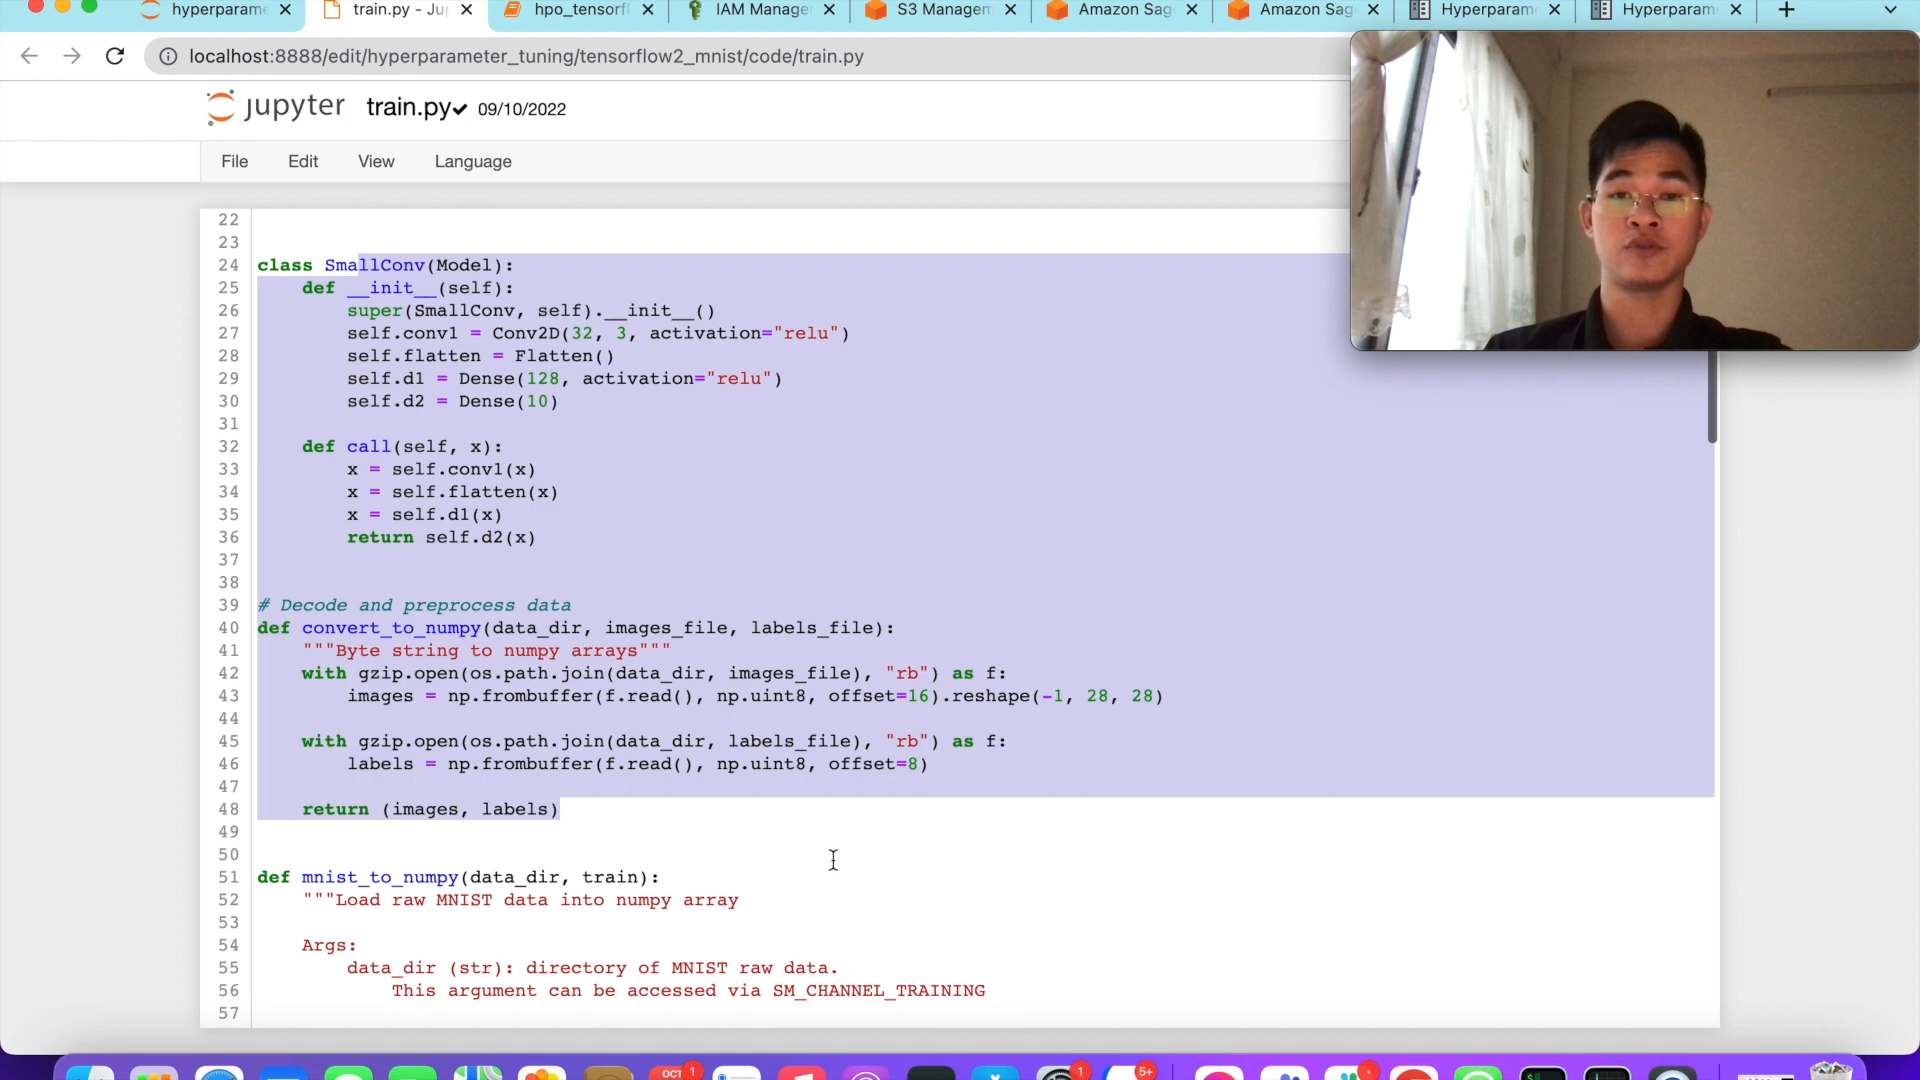 hyperparame
train.py - Ju
hpo_tensorfl
IAM Manage
S3 Managem
Amazon Sag
Amazon Sag
Hyperparam
Hyperparam
localhost:8888/edit/hyperparameter_tuning/tensorflow2_mnist/code/train.py
jupyter train.py 09/10/2022
File Edit View Language
22
23
24 class SmallConv(Model):
25 def __init__(self):
26 super(SmallConv, self).__init__()
27 self.conv1 = Conv2D(32, 3, activation="relu")
28 self.flatten = Flatten()
29 self.d1 = Dense(128, activation="relu")
30 self.d2 = Dense(10)
31
32 def call(self, x):
33 x = self.conv1(x)
34 x = self.flatten(x)
35 x = self.d1(x)
36 return self.d2(x)
37
38
39 # Decode and preprocess data
40 def convert_to_numpy(data_dir, images_file, labels_file):
41 """Byte string to numpy arrays"""
42 with gzip.open(os.path.join(data_dir, images_file), "rb") as f:
43 images = np.frombuffer(f.read(), np.uint8, offset=16).reshape(-1, 28, 28)
44
45 with gzip.open(os.path.join(data_dir, labels_file), "rb") as f:
46 labels = np.frombuffer(f.read(), np.uint8, offset=8)
47
48 return (images, labels)
49
50
51 def mnist_to_numpy(data_dir, train):
52 """Load raw MNIST data into numpy array
53
54 Args:
55 data_dir (str): directory of MNIST raw data.
56 This argument can be accessed via SM_CHANNEL_TRAINING
57
OCT 1
1
5+